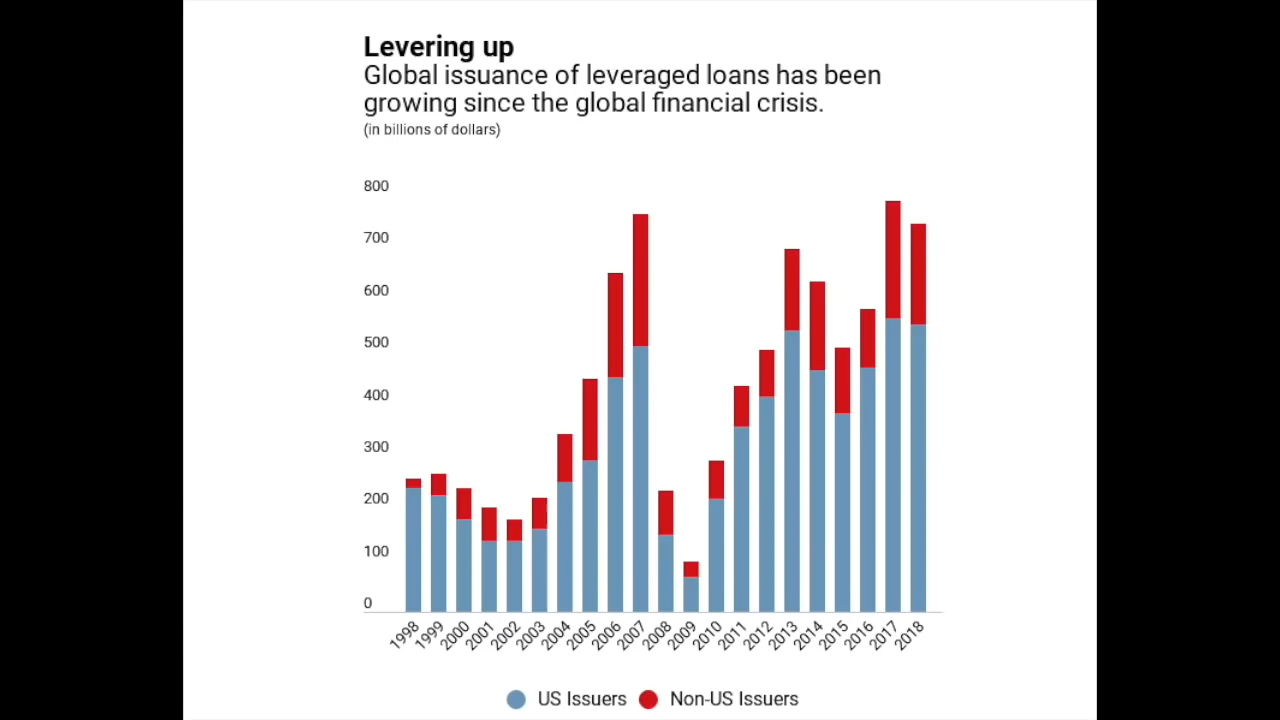 Levering up
Global issuance of leveraged loans has been
growing since the global financial crisis.
(in billions of dollars)
800
700
600
500
400
300
200
100
0
1998 1999 2000 2001 2002 2003 2004 2005 2006 2007 2008 2009 2010 2011 2012 2013 2014 2015 2016 2017 2018
US Issuers Non-US Issuers